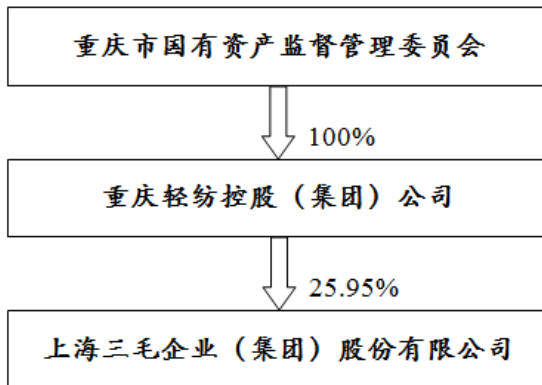 重庆市国有资产监督管理委员会
100%
重庆轻纺控股（集团）公司
25.95%
上海三毛企业（集团）股份有限公司